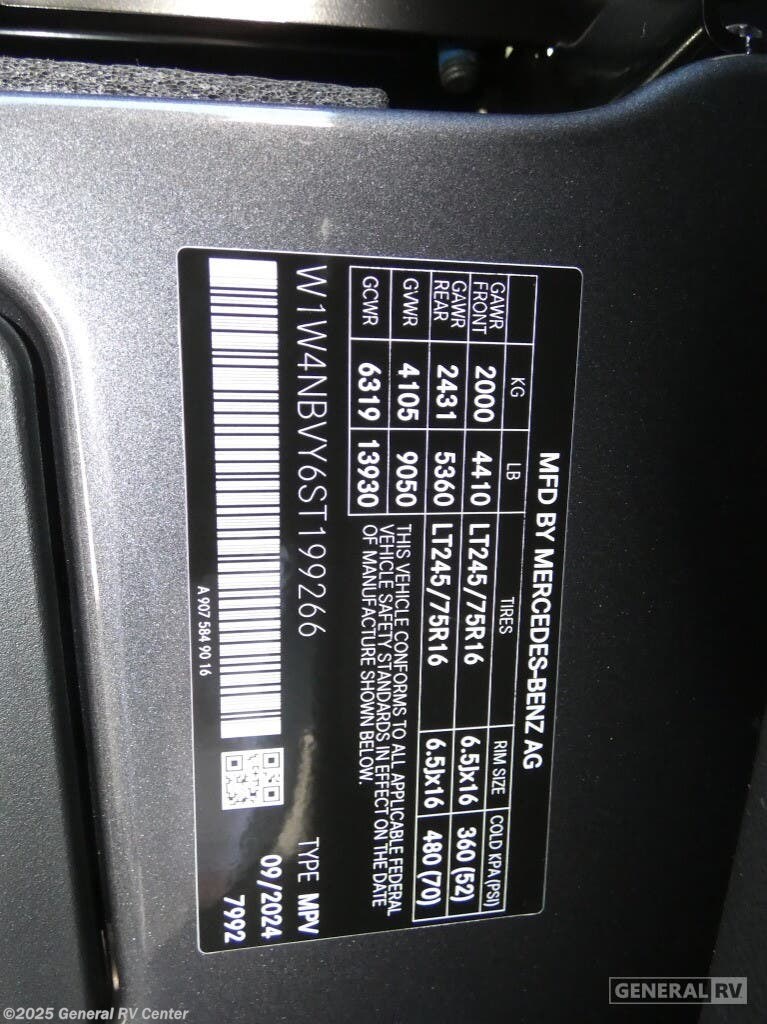 MFD BY MERCEDES-BENZ AG
KG LB TIRES RIM SIZE COLD KPA (PSI)
GAWR FRONT 2000 4410 LT245/75R16 6.5Jx16 360 (52)
GAWR REAR 2431 5360 LT245/75R16 6.5Jx16 480 (70)
GVWR 4105 9050
GCWR 6319 13930
THIS VEHICLE CONFORMS TO ALL APPLICABLE FEDERAL
VEHICLE SAFETY STANDARDS IN EFFECT ON THE DATE
OF MANUFACTURE SHOWN BELOW.
W1W4NBVY6ST199266
TYPE MPV
09/2024
7992
A 907 584 90 16
©2025 General RV Center
GENERAL RV